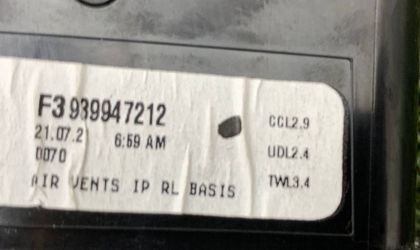 F3 939947212
21.07.2 6:59 AM
0070
AIR VENTS IP RL BASIS
CCL2.9
UDL2.4
TWL3.4